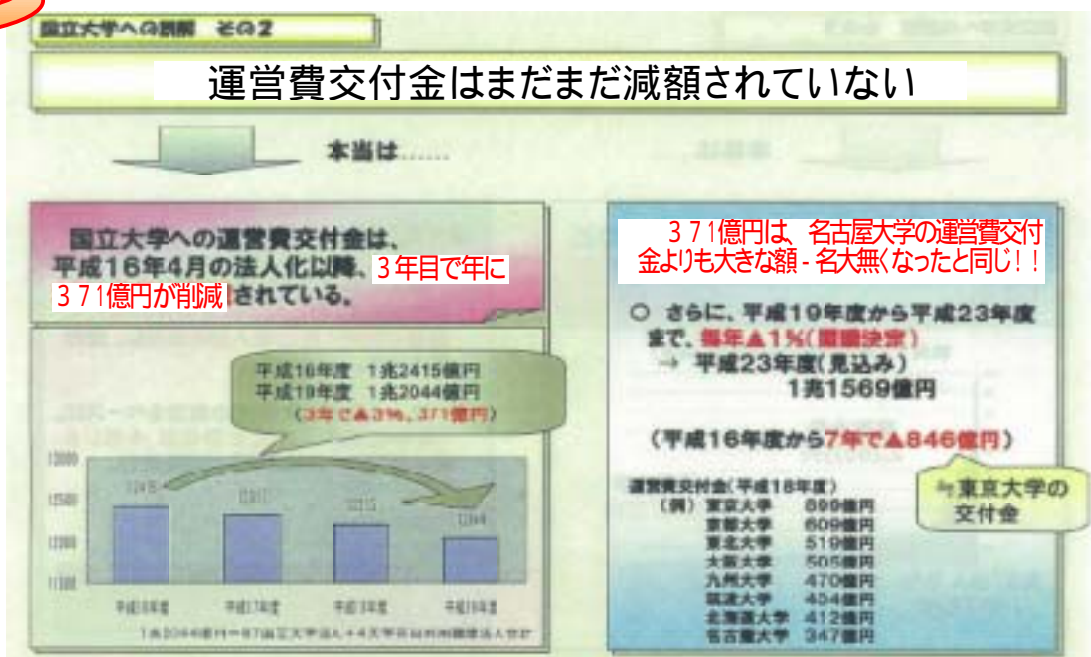 国立大学への誤解 その2
運営費交付金はまだまだ減額されていない
本当は……
国立大学への運営費交付金は、
平成16年4月の法人化以降、3年目で年に
371億円が削減されている。
平成16年度 1兆2415億円
平成19年度 1兆2044億円
(3年で▲3%、371億円)
13000
12500
12000
11500
平成16年度 平成17年度 平成18年度 平成19年度
371億円は、名古屋大学の運営費交付
金よりも大きな額-名大無くなったと同じ!!
○ さらに、平成19年度から平成23年度
まで、毎年▲1%(閣議決定)
→ 平成23年度(見込み)
1兆1569億円
(平成16年度から7年で▲846億円)
≒東京大学の
交付金
運営費交付金(平成18年度)
(例) 東京大学 899億円
京都大学 609億円
東北大学 519億円
大阪大学 505億円
九州大学 470億円
筑波大学 434億円
北海道大学 412億円
名古屋大学 347億円